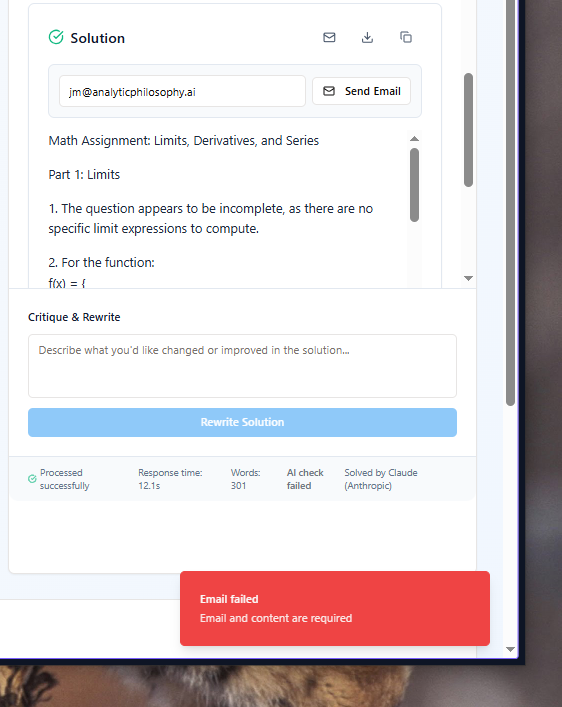 Solution
jm@analyticphilosophy.ai
Send Email
Math Assignment: Limits, Derivatives, and Series
Part 1: Limits
1. The question appears to be incomplete, as there are no
specific limit expressions to compute.
2. For the function:
f(x) = {
Critique & Rewrite
Describe what you'd like changed or improved in the solution...
Rewrite Solution
Processed
successfully
Response time:
12.1s
Words:
301
AI check
failed
Solved by Claude
(Anthropic)
Email failed
Email and content are required